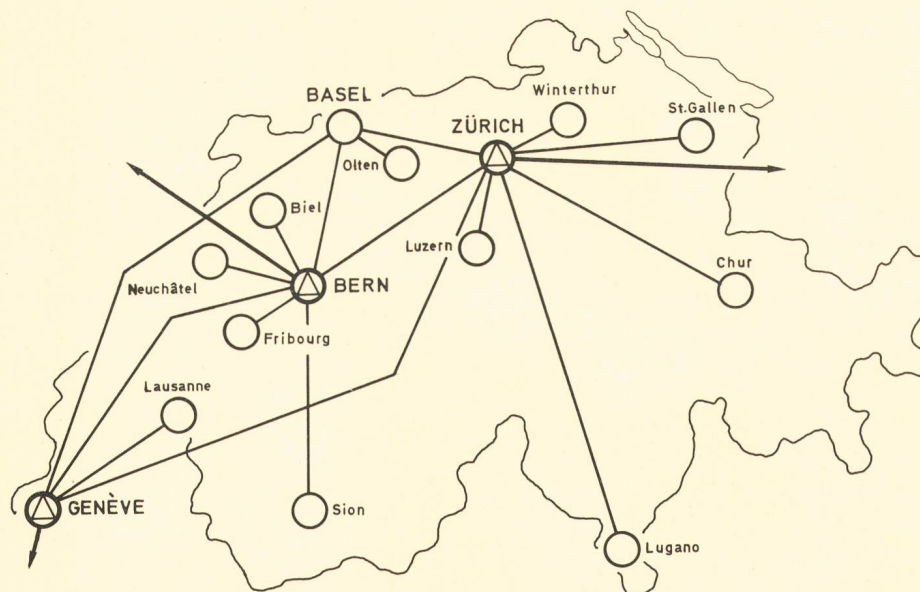 BASEL
Winterthur
ZÜRICH
St.Gallen
Olten
Biel
Luzern
Chur
Neuchâtel
BERN
Fribourg
Lausanne
GENÈVE
Sion
Lugano